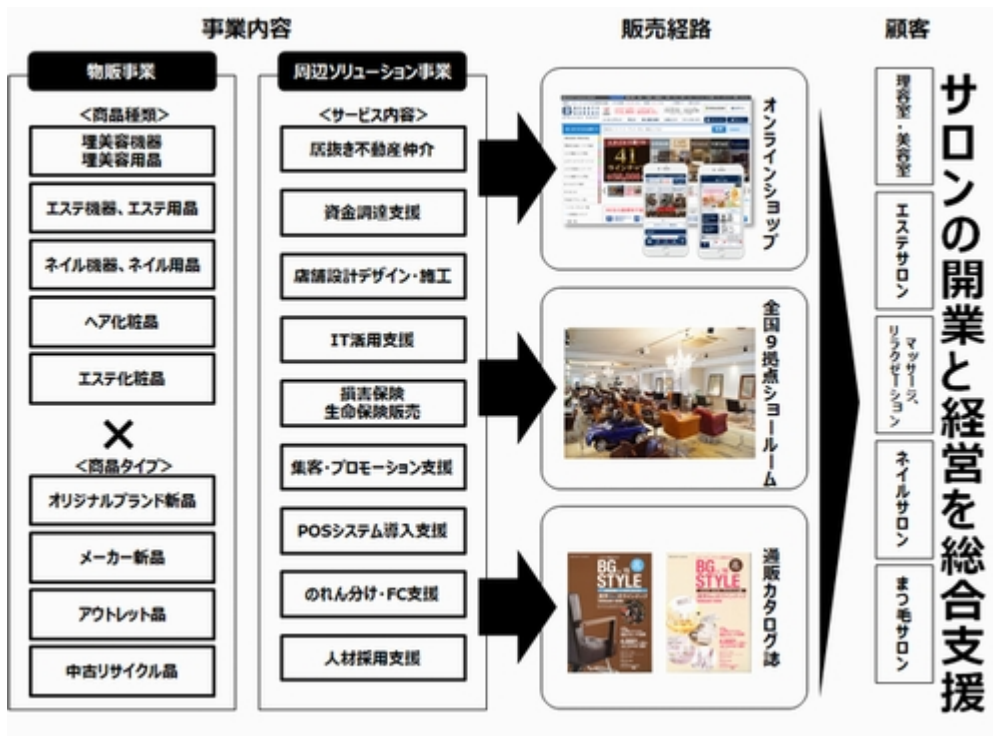 事業内容
物販事業
<商品種類>
理美容機器
理美容用品
エステ機器、エステ用品
ネイル機器、ネイル用品
ヘア化粧品
エステ化粧品
×
<商品タイプ>
オリジナルブランド新品
メーカー新品
アウトレット品
中古リサイクル品
周辺ソリューション事業
<サービス内容>
居抜き不動産仲介
資金調達支援
店舗設計デザイン・施工
IT活用支援
損害保険
生命保険販売
集客・プロモーション支援
POSシステム導入支援
のれん分け・FC支援
人材採用支援
販売経路
オンラインショップ
41
全国9拠点ショールーム
通販カタログ誌
BG
STYLE
BG
STYLE
顧客
理容室・美容室
エステサロン
マッサージ、
リラクゼーション
ネイルサロン
まつ毛サロン
サロンの開業と経営を総合支援